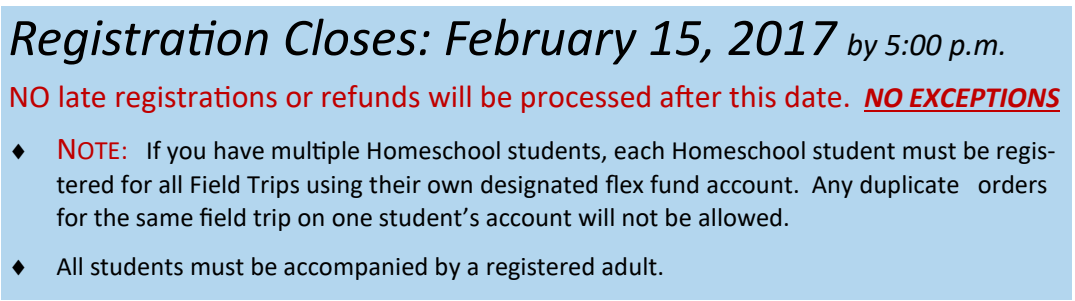 Registration Closes: February 15, 2017 by 5:00 p.m.
NO late registrations or refunds will be processed after this date. NO EXCEPTIONS
♦ NOTE: If you have multiple Homeschool students, each Homeschool student must be regis-
tered for all Field Trips using their own designated flex fund account. Any duplicate orders
for the same field trip on one student’s account will not be allowed.
♦ All students must be accompanied by a registered adult.